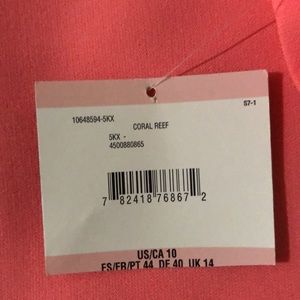 10648594-5KX
S7-1
CORAL REEF
5KX -
4500880865
7 82418 76867 2
US/CA 10
ES/FR/PT 44 DE 40 UK 14